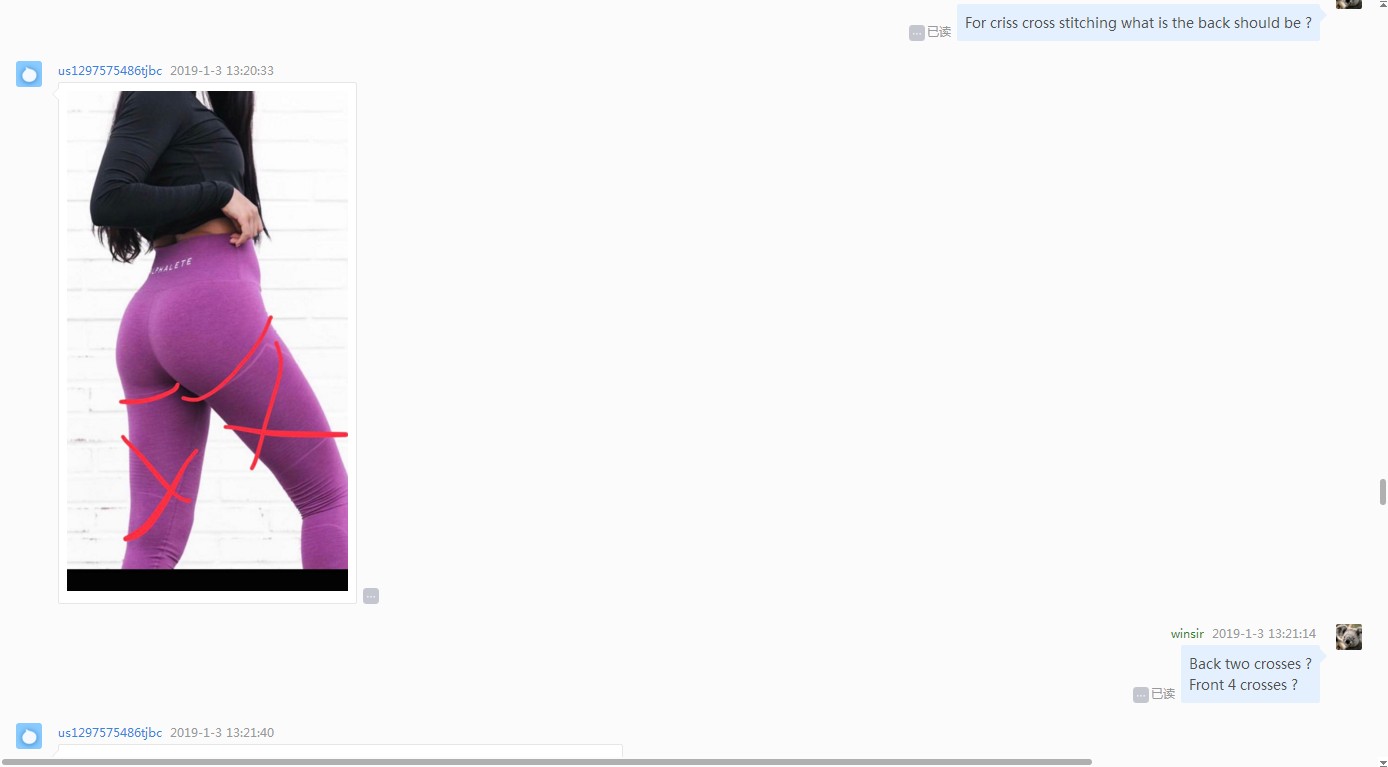 For criss cross stitching what is the back should be ?
已读
us1297575486tjbc 2019-1-3 13:20:33
ALPHALETE
winsir 2019-1-3 13:21:14
Back two crosses ?
Front 4 crosses ?
已读
us1297575486tjbc 2019-1-3 13:21:40